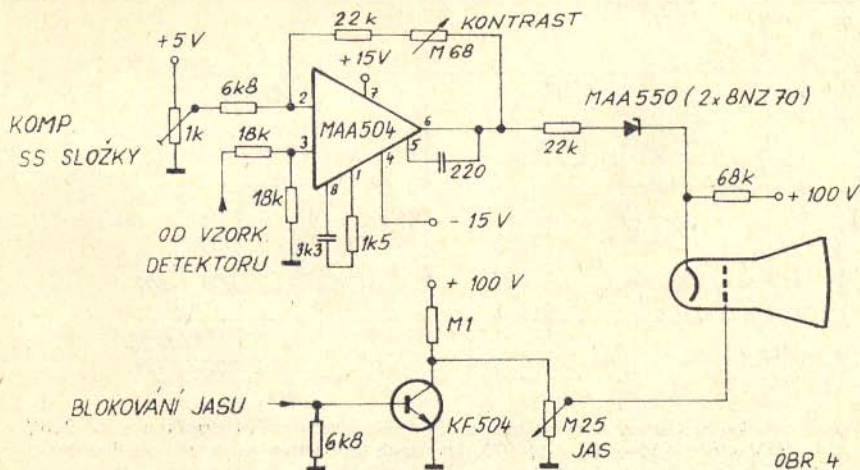 22k
KONTRAST
M68
+5V
+15V
6k8
7
2
MAA504
6
MAA550 (2x8NZ70)
KOMP.
SS SLOŽKY
1k
18k
3
5
4
22k
8
1
220
68k
+100V
18k
-15V
OD VZORK.
DETEKTORU
3k3
1k5
+100V
M1
BLOKOVÁNÍ JASU
KF504
M25
JAS
6k8
OBR. 4